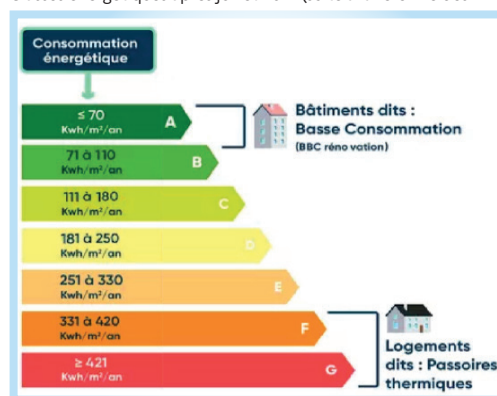 Consommation
énergétique
≤ 70
Kwh/m²/an
A
71 à 110
Kwh/m²/an
B
111 à 180
Kwh/m²/an
C
181 à 250
Kwh/m²/an
D
251 à 330
Kwh/m²/an
E
331 à 420
Kwh/m²/an
F
≥ 421
Kwh/m²/an
G
Bâtiments dits :
Basse Consommation
(BBC réno vation)
Logements
dits : Passoires
thermiques